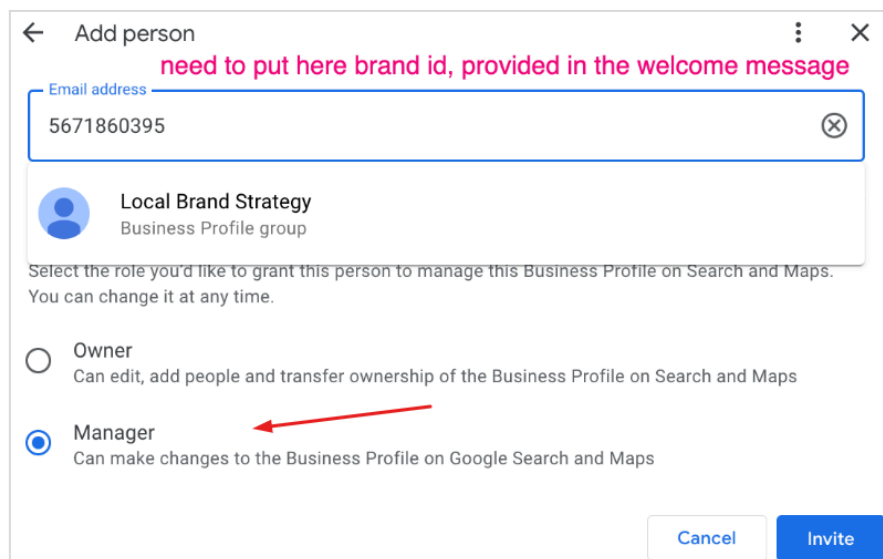 Add person
need to put here brand id, provided in the welcome message
Email address
5671860395
Local Brand Strategy
Business Profile group
Select the role you'd like to grant this person to manage this Business Profile on Search and Maps.
You can change it at any time.
Owner
Can edit, add people and transfer ownership of the Business Profile on Search and Maps
Manager
Can make changes to the Business Profile on Google Search and Maps
Cancel
Invite